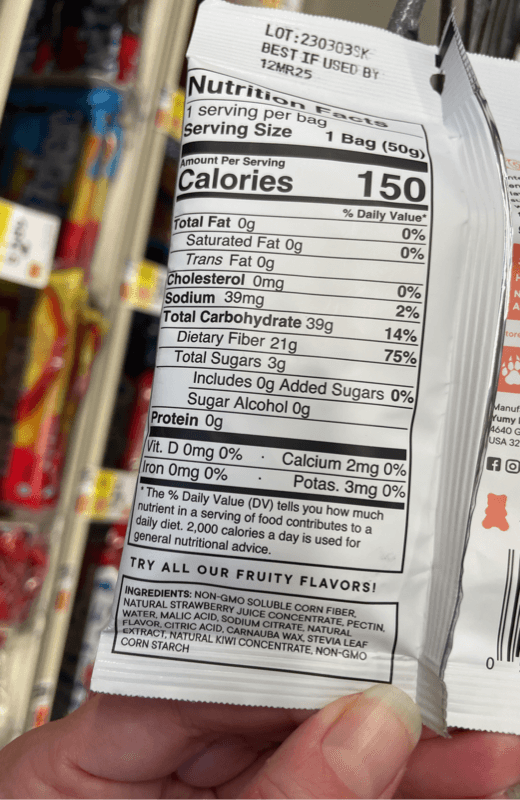 LOT:230303SK
BEST IF USED BY
12MR25
Nutrition Facts
1 serving per bag
Serving Size 1 Bag (50g)
Amount Per Serving
Calories 150
% Daily Value*
Total Fat 0g 0%
Saturated Fat 0g 0%
Trans Fat 0g
Cholesterol 0mg 0%
Sodium 39mg 2%
Total Carbohydrate 39g 14%
Dietary Fiber 21g 75%
Total Sugars 3g
Includes 0g Added Sugars 0%
Sugar Alcohol 0g
Protein 0g
Vit. D 0mg 0% · Calcium 2mg 0%
Iron 0mg 0% · Potas. 3mg 0%
*The % Daily Value (DV) tells you how much
nutrient in a serving of food contributes to a
daily diet. 2,000 calories a day is used for
general nutritional advice.
TRY ALL OUR FRUITY FLAVORS!
INGREDIENTS: NON-GMO SOLUBLE CORN FIBER,
NATURAL STRAWBERRY JUICE CONCENTRATE, PECTIN,
WATER, MALIC ACID, SODIUM CITRATE, NATURAL
FLAVOR, CITRIC ACID, CARNAUBA WAX, STEVIA LEAF
EXTRACT, NATURAL KIWI CONCENTRATE, NON-GMO
CORN STARCH
USA 32
0